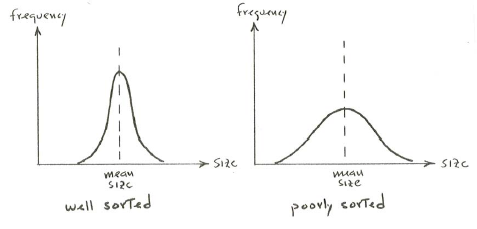 frequency
size
mean
size
well sorted
frequency
size
mean
size
poorly sorted